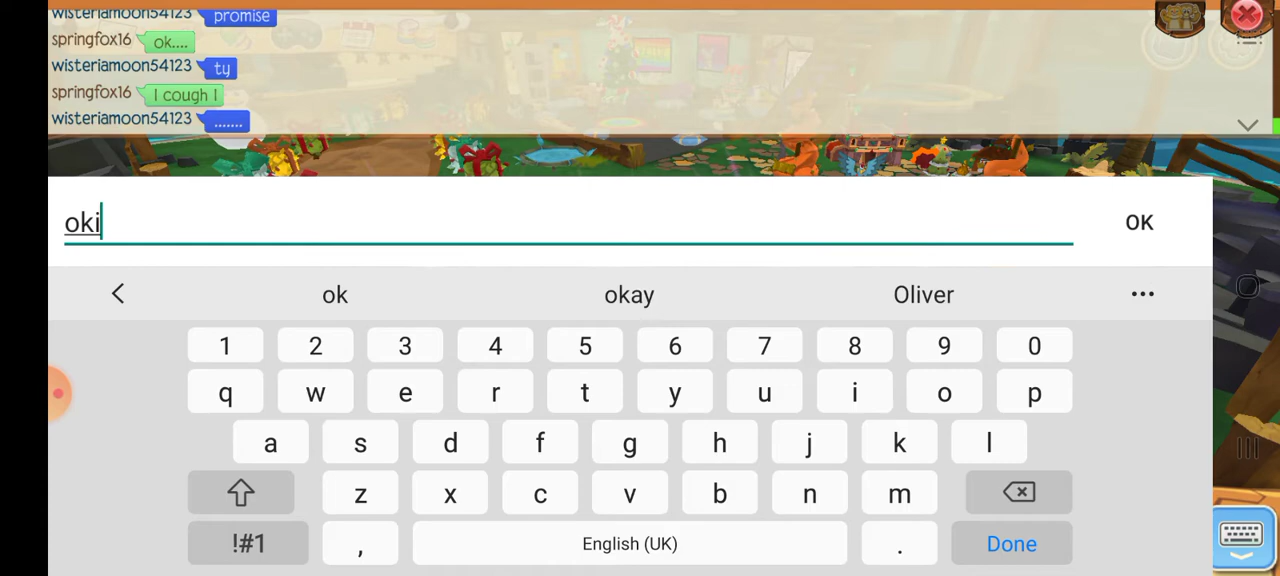 wisteriamoon54123 promise
springfox16 ok....
wisteriamoon54123 ty
springfox16 I cough I
wisteriamoon54123 .......
oki OK
ok okay Oliver ...
1 2 3 4 5 6 7 8 9 0
q w e r t y u i o p
a s d f g h j k l
z x c v b n m
!#1 , English (UK) . Done